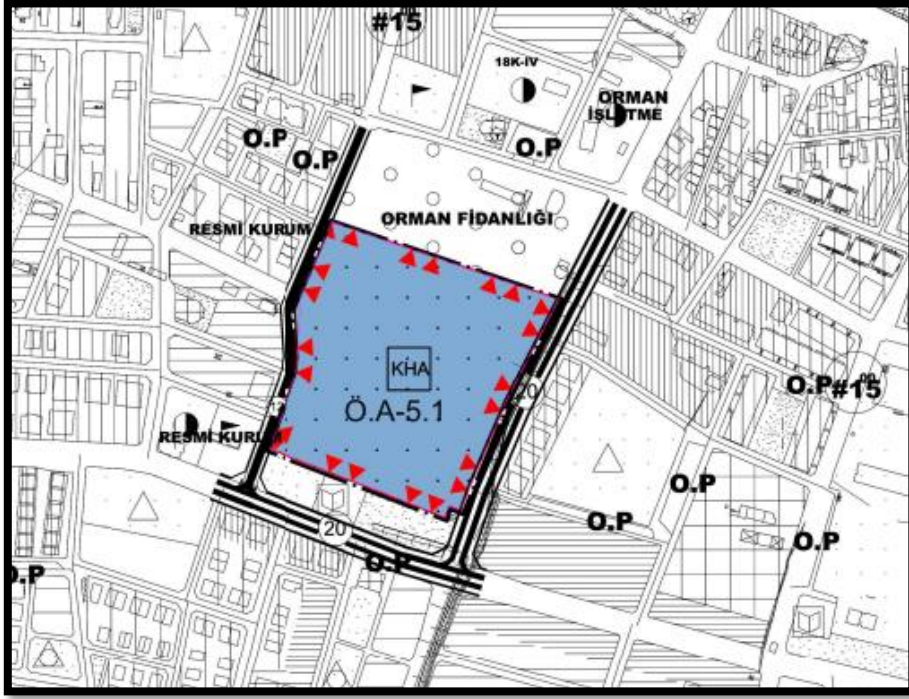 #15
18K-IV
ORMAN
İŞLETME
O.P
O.P
O.P
ORMAN FİDANLIĞI
RESMİ KURUM
KHA
Ö.A-5.1
20
O.P
#15
RESMİ KURUM
O.P
O.P
O.P
20
O.P
O.P